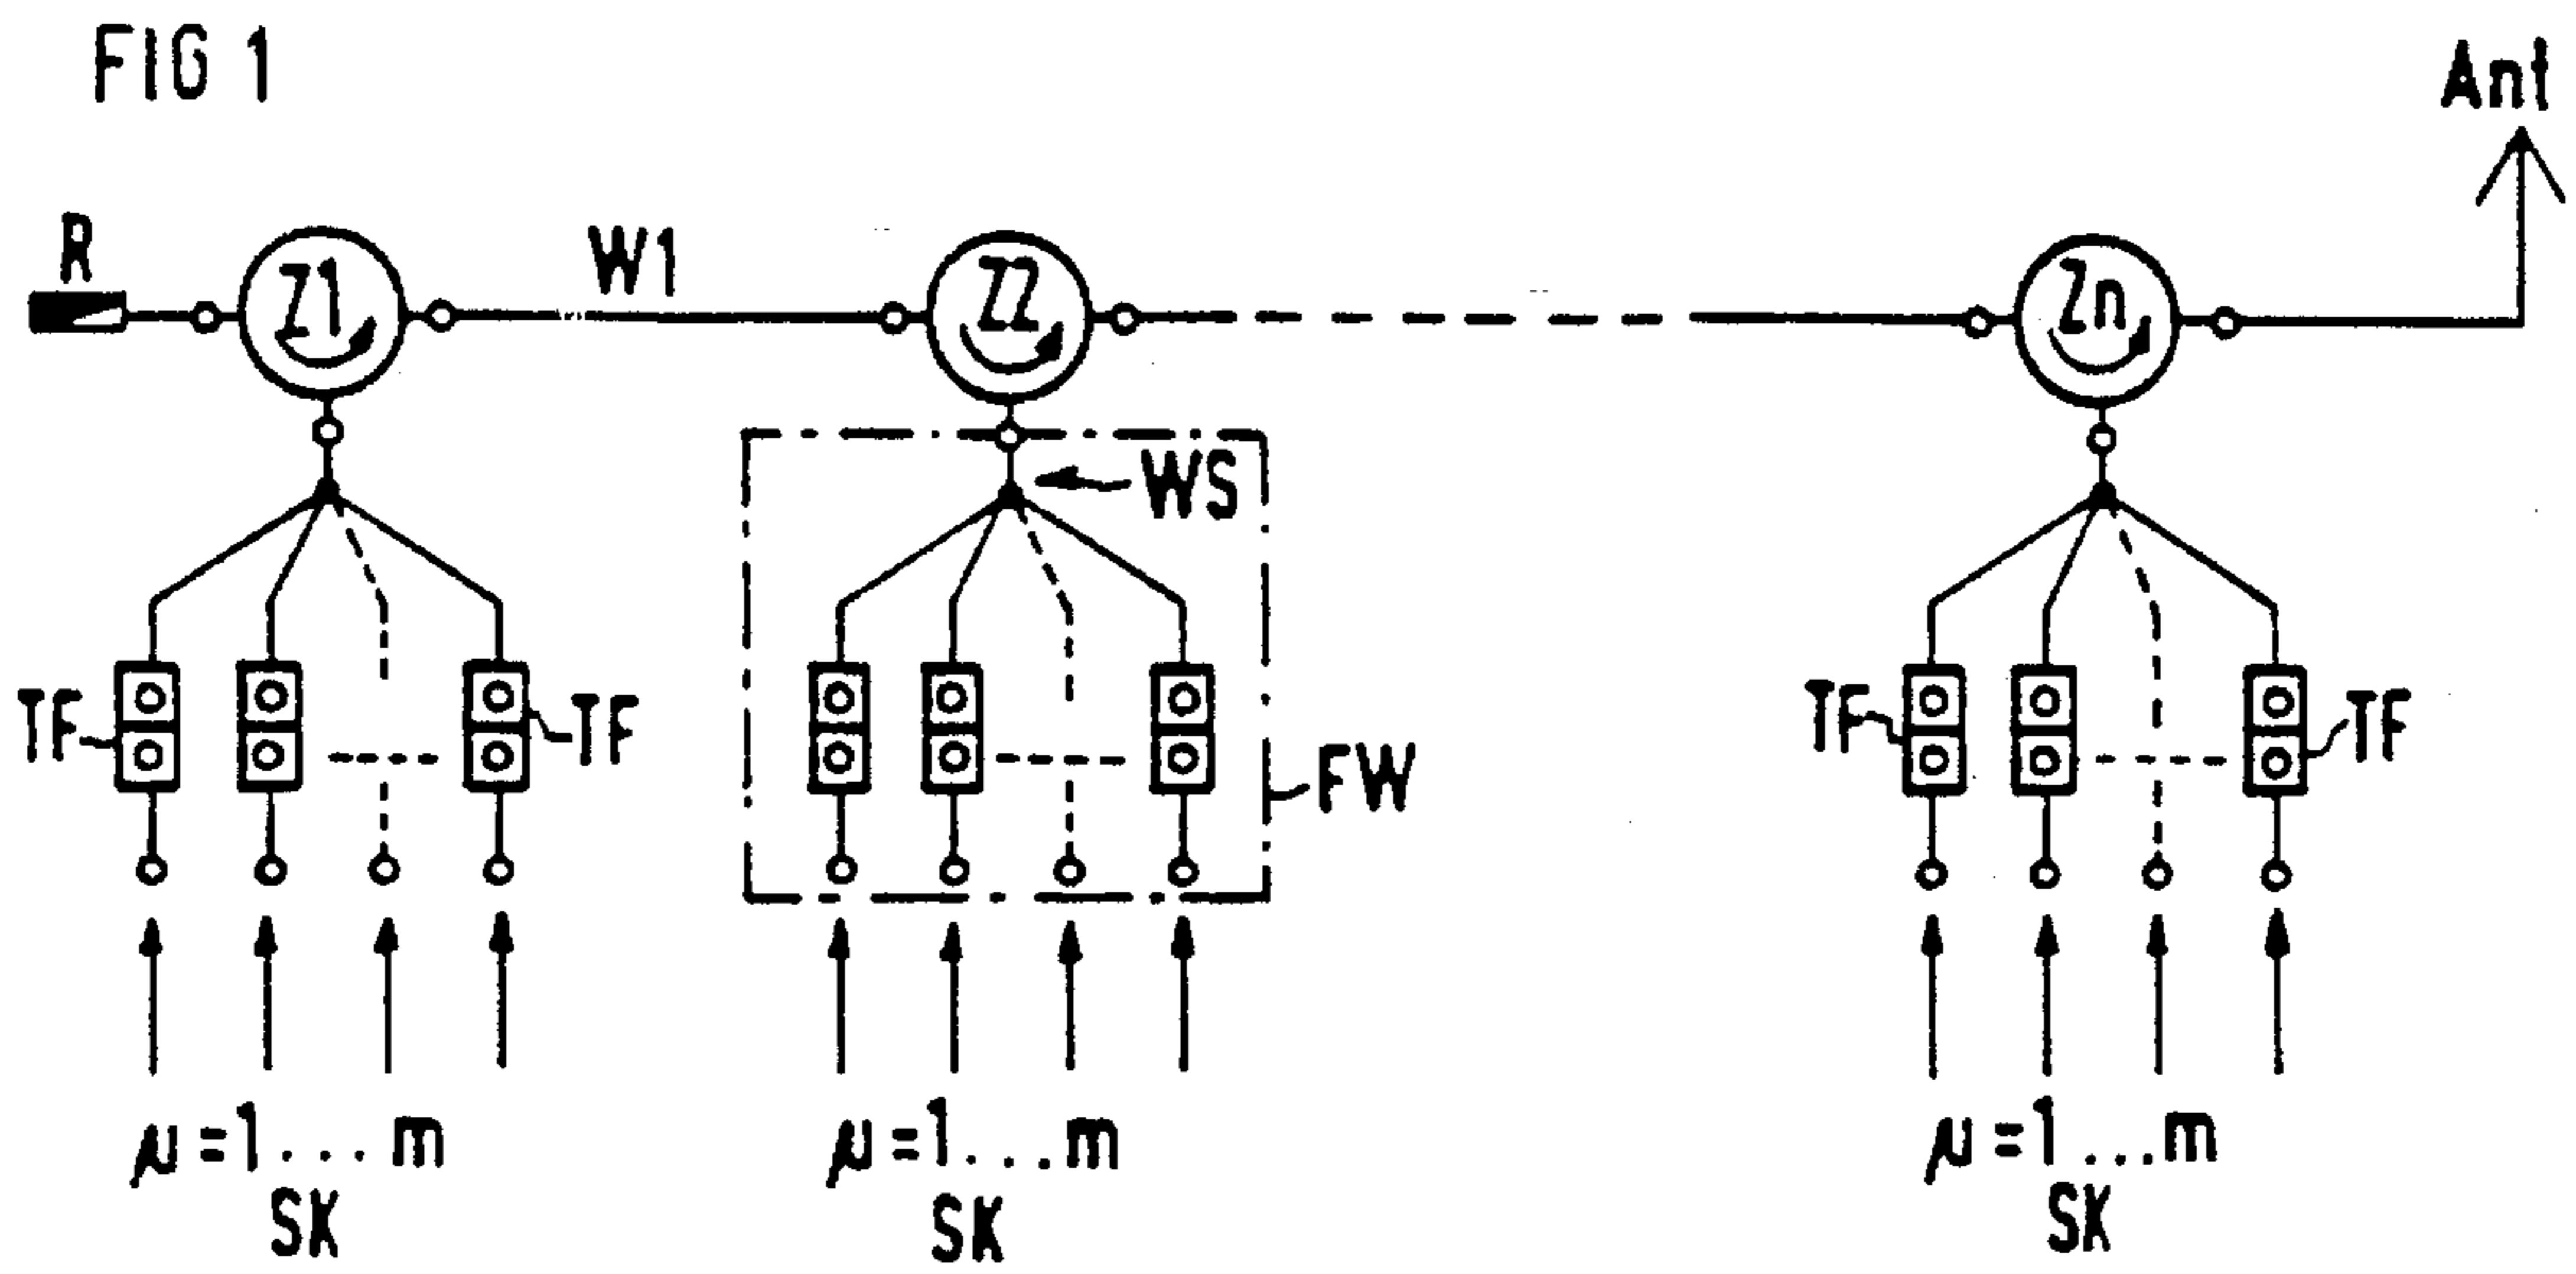 FIG 1
Ant
R
Z1
W1
Z2
Zn
WS
TF
TF
FW
TF
TF
μ=1...m
SK
μ=1...m
SK
μ=1...m
SK